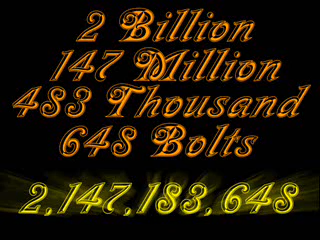 2 Billion
147 Million
483 Thousand
648 Bolts
2,147,483,648